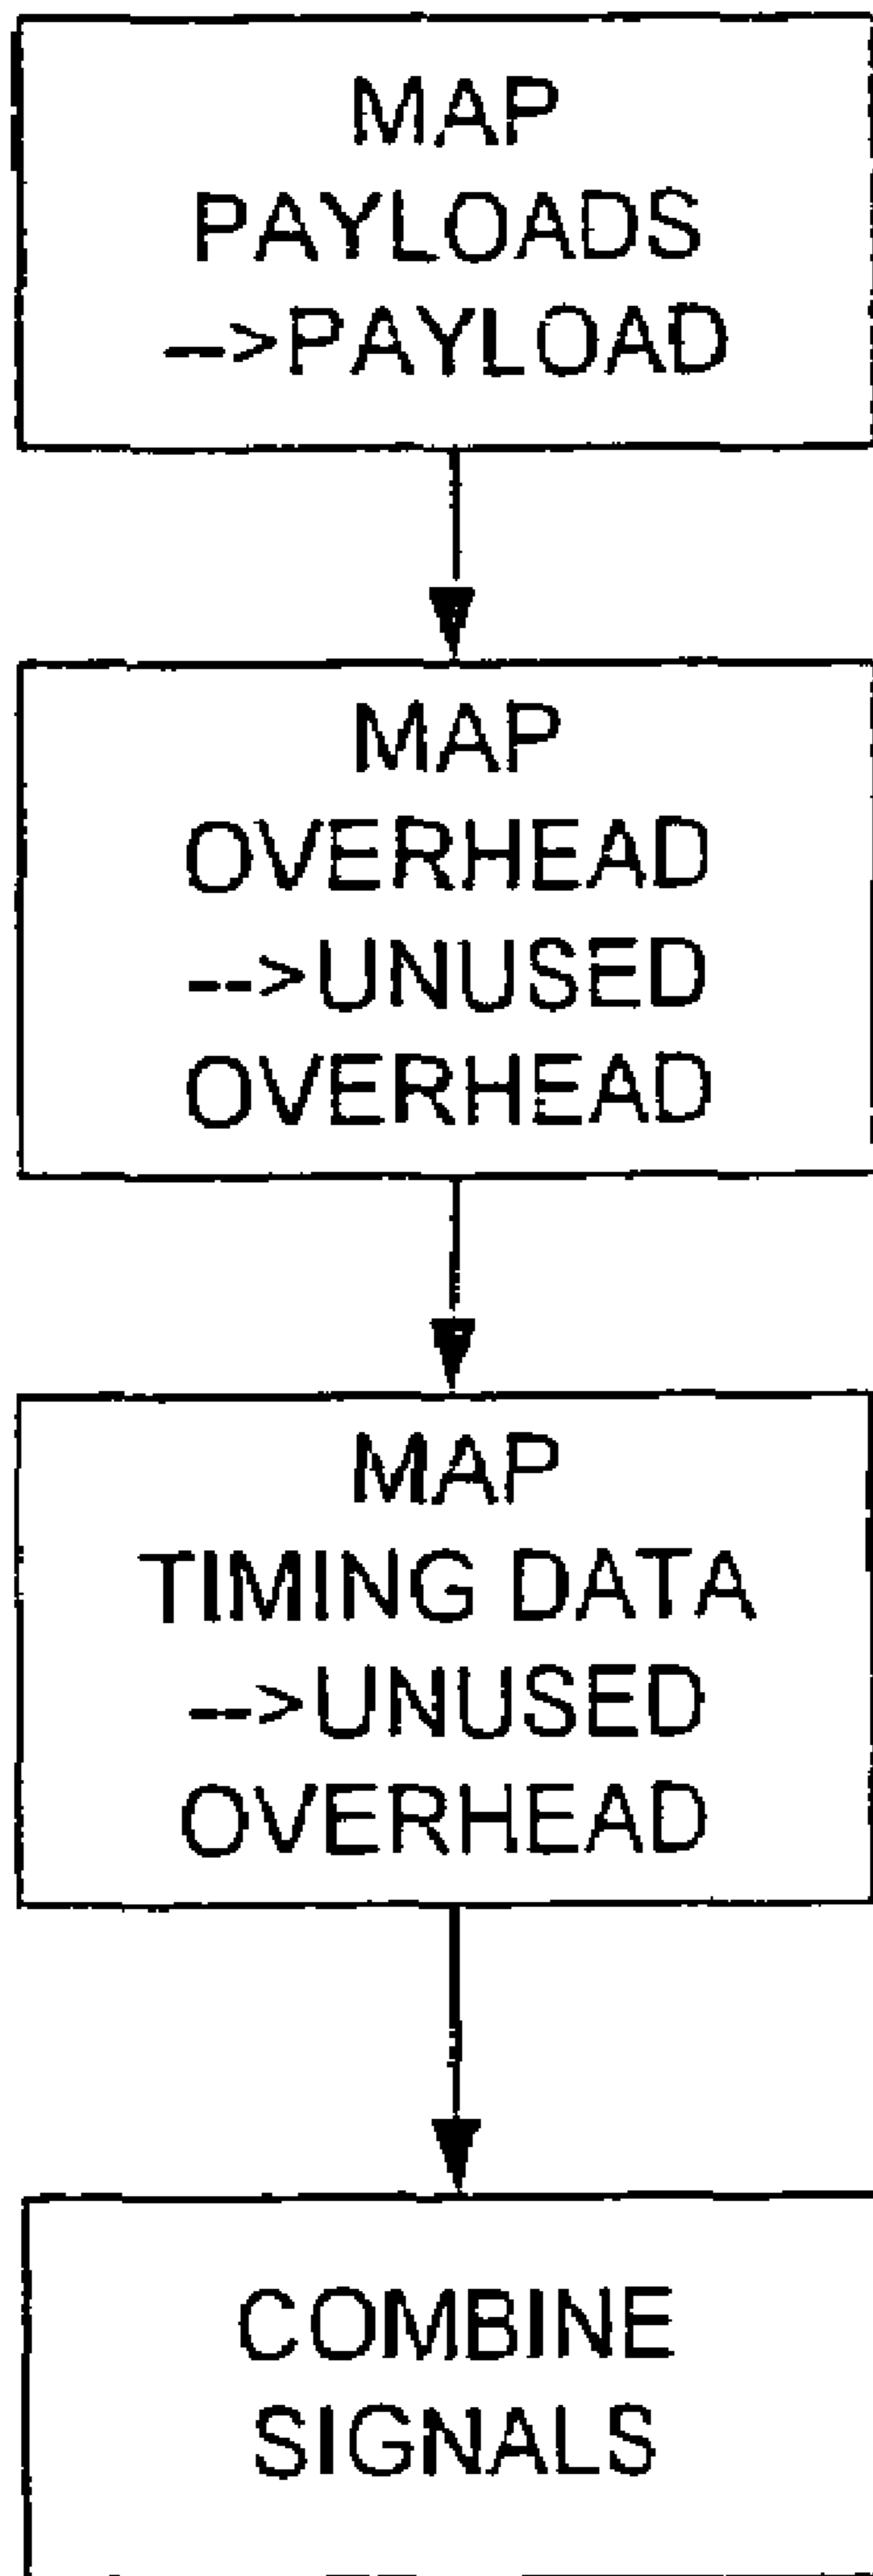 MAP
PAYLOADS
-->PAYLOAD
MAP
OVERHEAD
-->UNUSED
OVERHEAD
MAP
TIMING DATA
-->UNUSED
OVERHEAD
COMBINE
SIGNALS